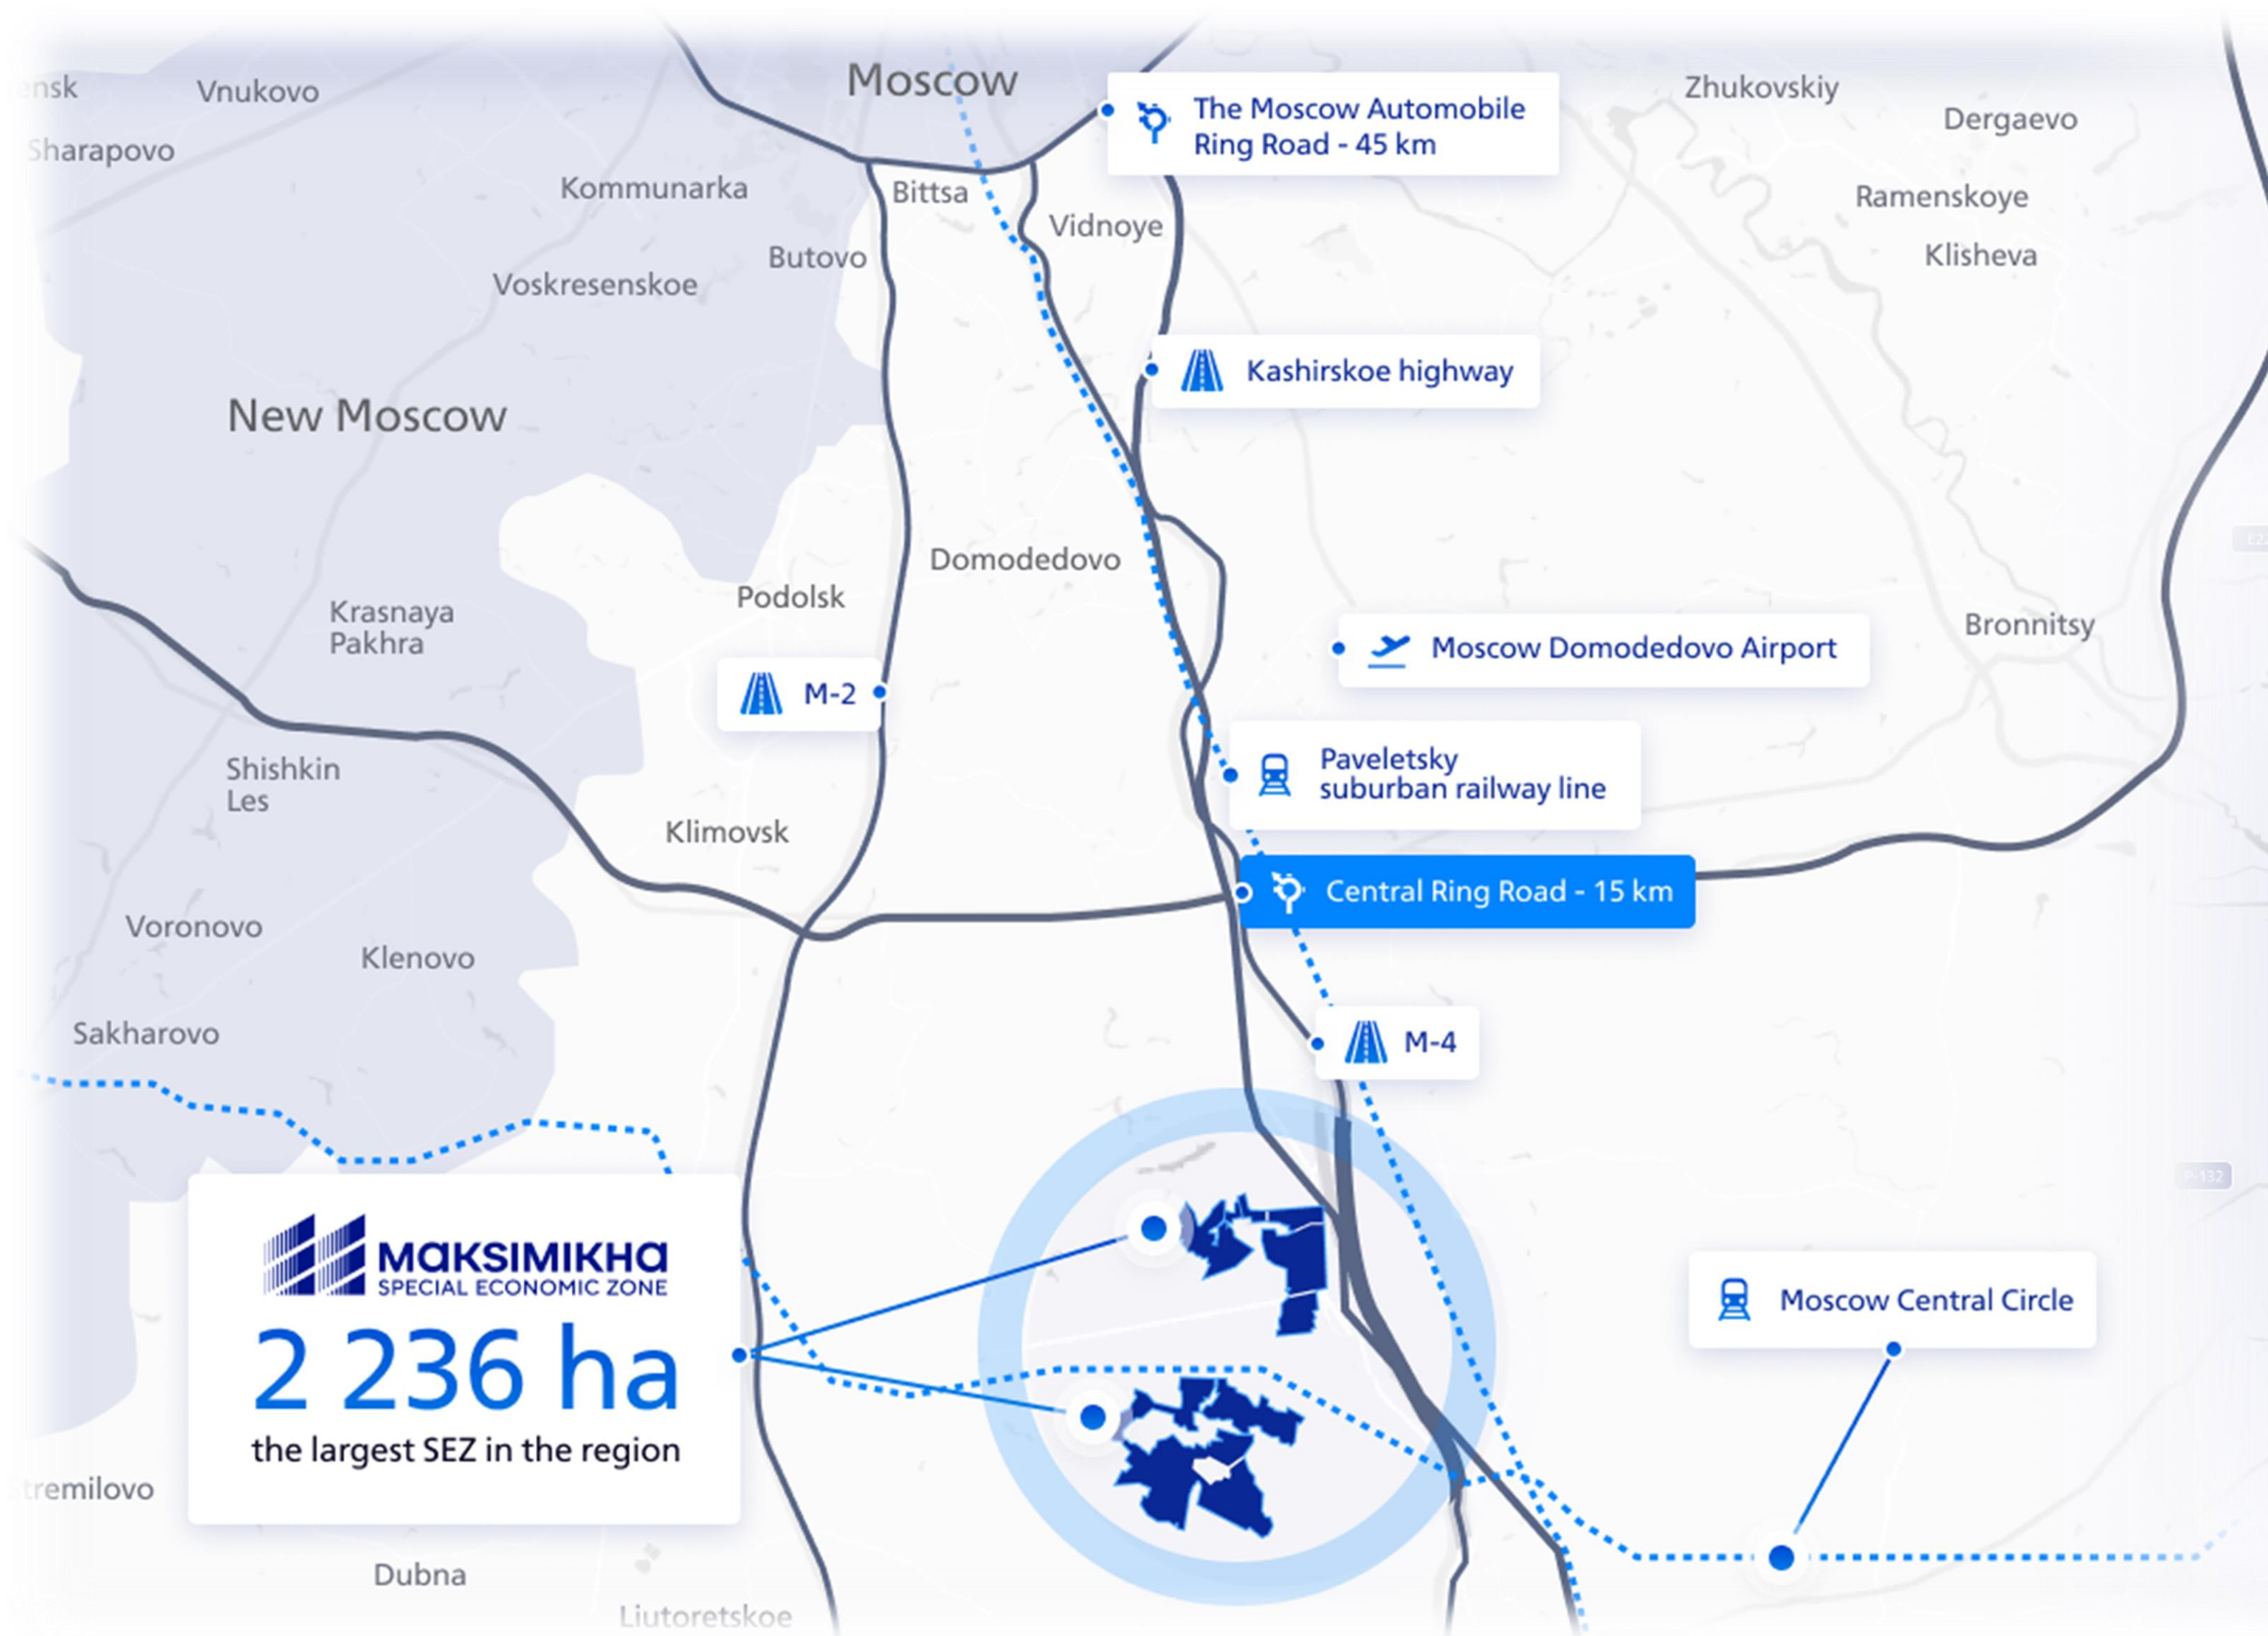 Moscow
The Moscow Automobile
Ring Road - 45 km
Zhukovskiy
Vnukovo
Dergaevo
Sharapovo
Kommunarka
Bittsa
Ramenskoye
Vidnoye
Butovo
Klisheva
Voskresenskoe
Kashirskoe highway
New Moscow
Domodedovo
Podolsk
Krasnaya
Pakhra
Bronnitsy
Moscow Domodedovo Airport
M-2
Shishkin
Les
Paveletsky
suburban railway line
Klimovsk
Central Ring Road - 15 km
Voronovo
Klenovo
Sakharovo
M-4
P-132
MAKSIMIKHA
SPECIAL ECONOMIC ZONE
2 236 ha
the largest SEZ in the region
Moscow Central Circle
Dubna
Liutoretskoe